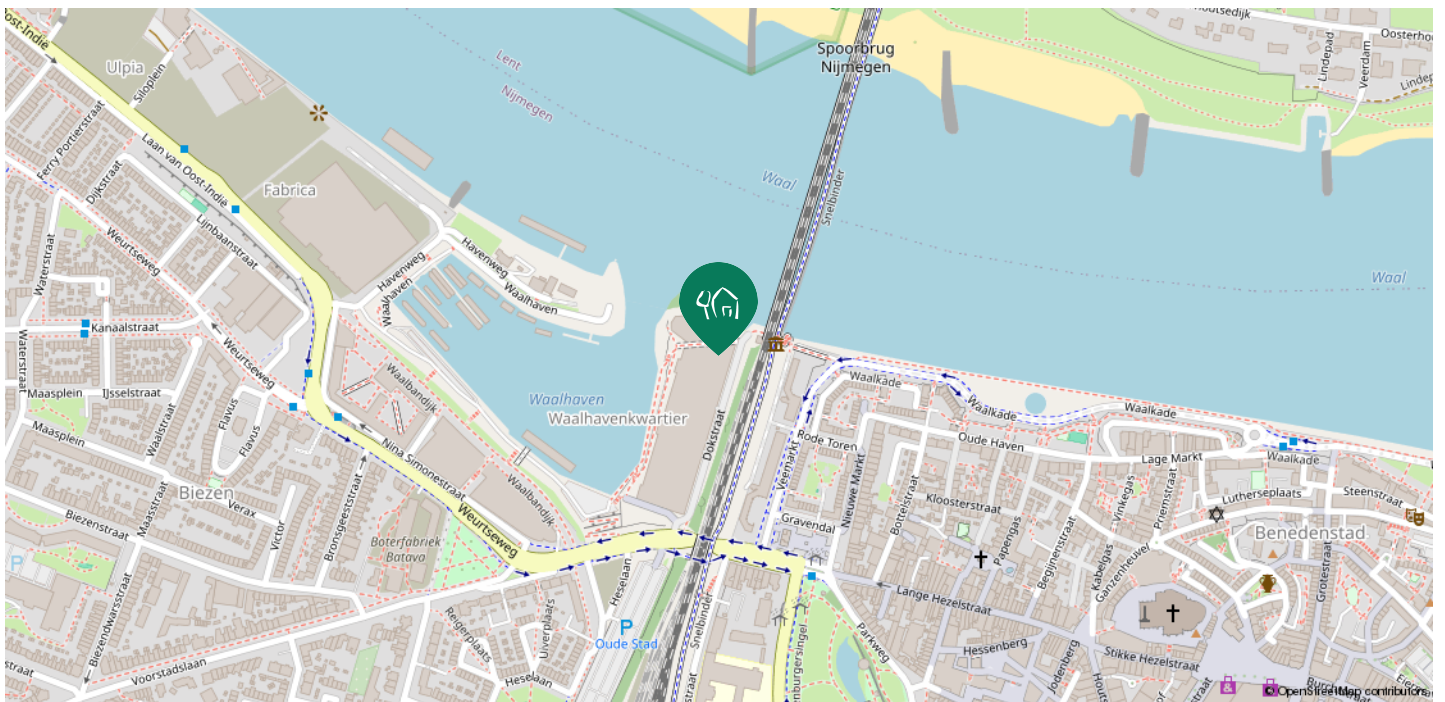 Oost-Indië
Ulpia
Siloplein
Spoorbrug
Nijmegen
Lindepad
Veerdam
Lent
Nijmegen
Ferry Portierstraat
Laan van Oost-Indië
Dijkstraat
Fabrica
Waal
Snelbinder
Lijnbaanstraat
Weurtseweg
Waterstraat
Havenweg
Havenweg
Waalhaven
Waalhaven
Waal
Kanaalstraat
Weurtseweg
Waterstraat
Maasplein
IJsselstraat
Waalbandijk
Waalhaven
Waalhavenkwartier
Waalkade
Waalkade
Waalkade
Flavus
Flavus
Waalstraat
Maasplein
Dokstraat
Rode Toren
Oude Haven
Veemarkt
Nieuwe Markt
Lage Markt
Waalkade
Nina Simonestraat
Waalbandijk
Biezen
Verax
Maasstraat
Biezenstraat
Victor
Bronsgeeststraat
Weurtseweg
Boterfabriek
Batava
Bottelstraat
Kloosterstraat
Papengas
Begijnenstraat
Vinkegas
Priemstraat
Lutherseplaats
Steenstraat
Gravendal
Kabelgas
Ganzenheuvel
Benedenstad
Grotestraat
Heselaan
Lange Hezelstraat
P
P
Oude Stad
Snelbinder
Parkweg
Hessenberg
Jodenberg
Stikke Hezelstraat
Reigerplaats
Uiverplaats
Heselaan
Biezendwarsstraat
Voorstadslaan
© OpenStreetMap contributors